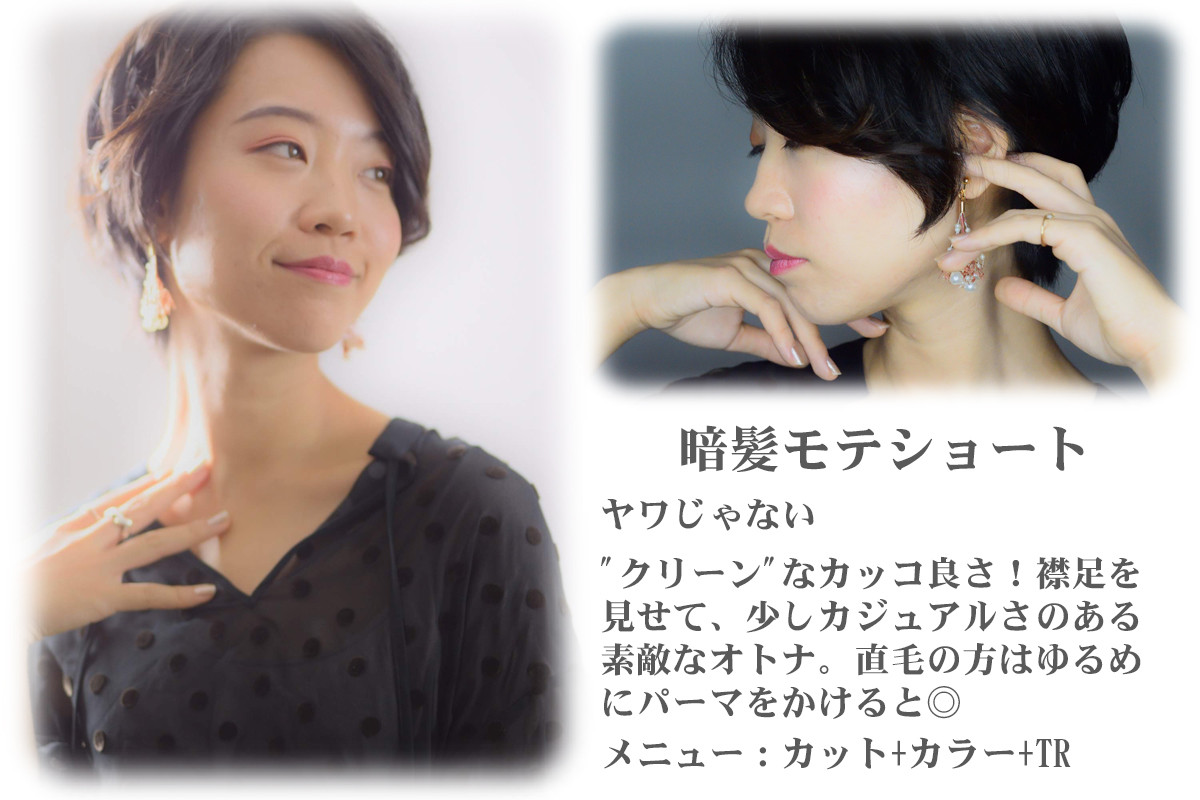 暗髪モテショート
ヤワじゃない
"クリーン"なカッコ良さ！襟足を
見せて、少しカジュアルさのある
素敵なオトナ。直毛の方はゆるめ
にパーマをかけると◎
メニュー：カット+カラー+TR